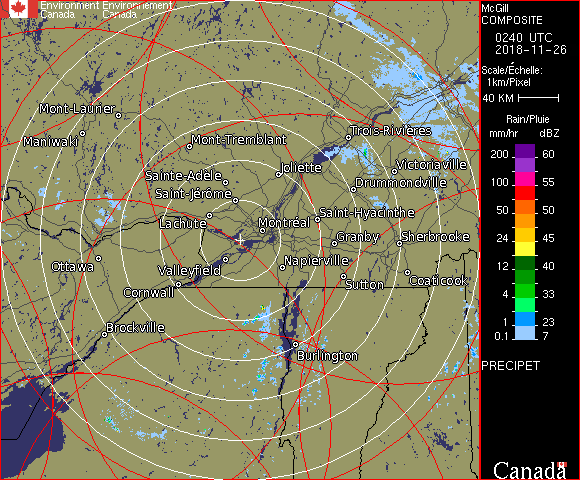 Environment Environnement
Canada Canada
Mont-Laurier
Maniwaki
Mont-Tremblant
Trois-Rivières
Joliette
Victoriaville
Sainte-Adèle
Drummondville
Saint-Jérôme
Saint-Hyacinthe
Lachute
Montréal
Granby
Sherbrooke
Ottawa
Valleyfield
Napierville
Sutton
Coaticook
Cornwall
Brockville
Burlington
McGill
COMPOSITE
0240 UTC
2018-11-26
Scale/Échelle:
1km/Pixel
40 KM
Rain/Pluie
mm/hr dBZ
200 60
100 55
50 50
24 45
12 40
4 33
1 23
0.1 7
PRECIPET
Canada